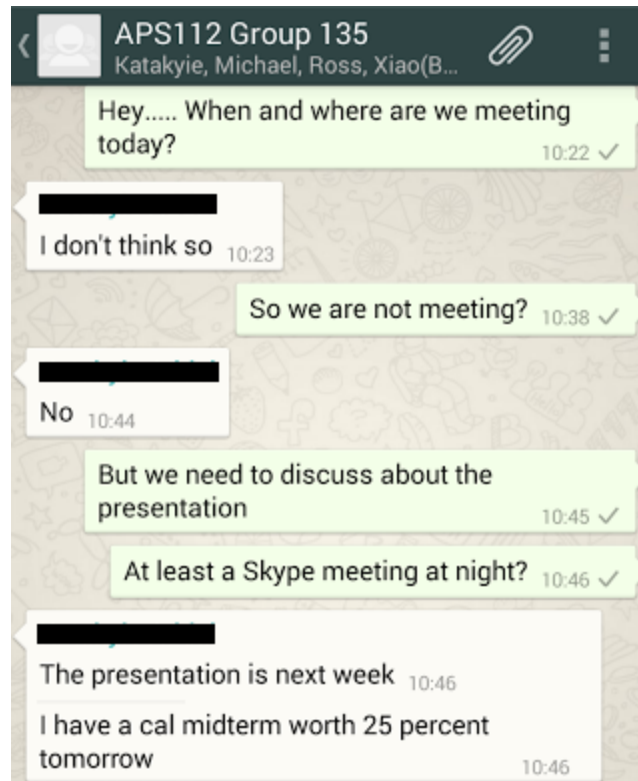 APS112 Group 135
Katakyie, Michael, Ross, Xiao(B...
Hey..... When and where are we meeting
today?
10:22
I don't think so 10:23
So we are not meeting? 10:38
No 10:44
But we need to discuss about the
presentation
10:45
At least a Skype meeting at night? 10:46
The presentation is next week 10:46
I have a cal midterm worth 25 percent
tomorrow
10:46